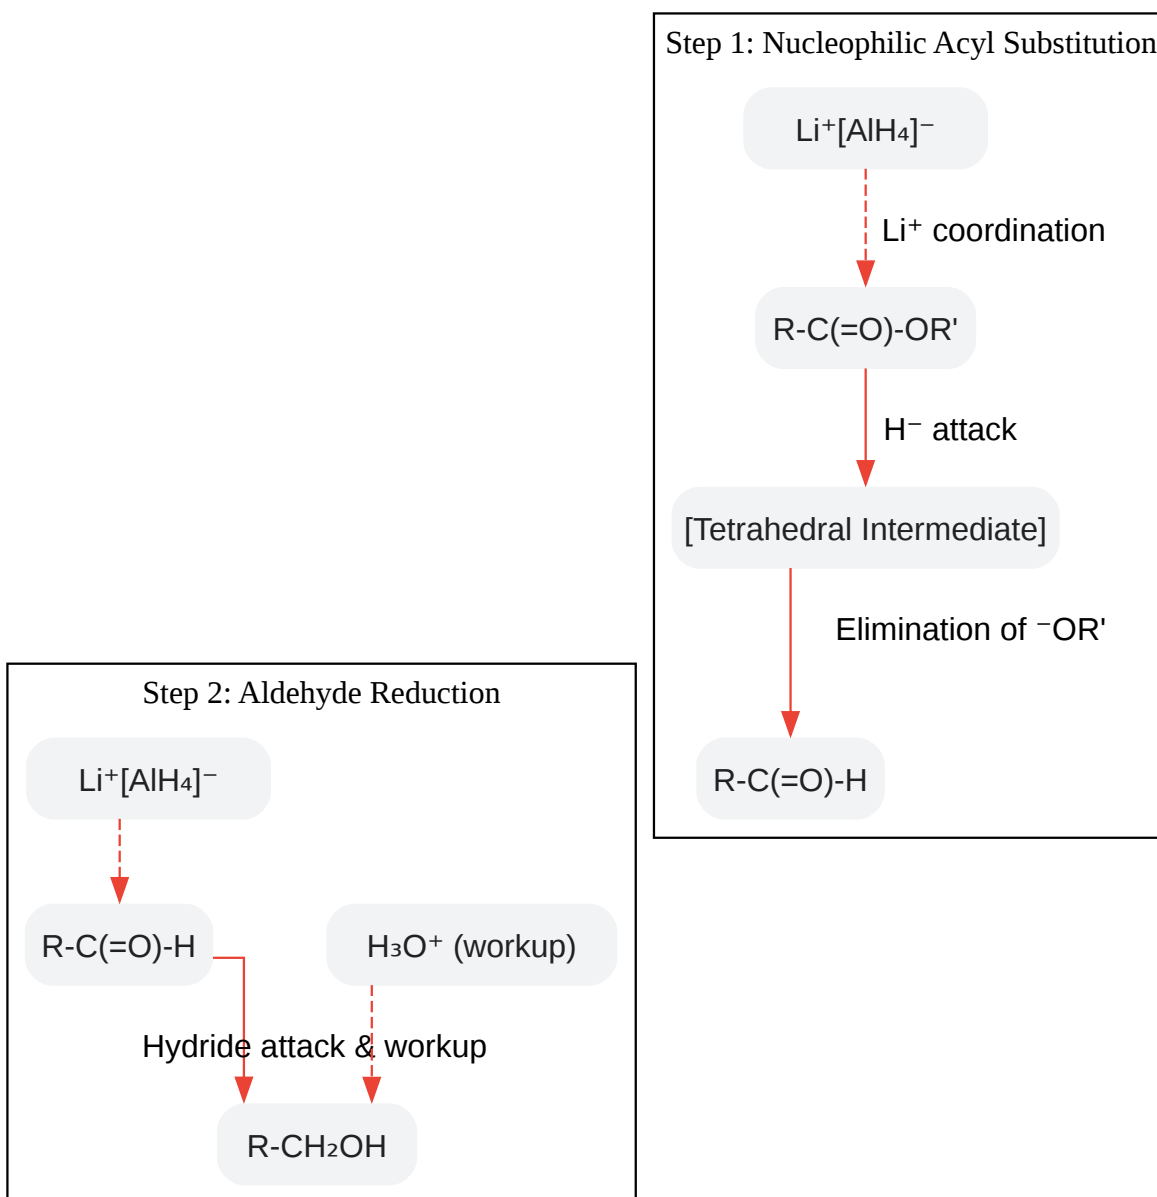 Step 1: Nucleophilic Acyl Substitution
Li⁺[AlH₄]⁻
Li⁺ coordination
R-C(=O)-OR'
H⁻ attack
[Tetrahedral Intermediate]
Elimination of ⁻OR'
R-C(=O)-H
Step 2: Aldehyde Reduction
Li⁺[AlH₄]⁻
R-C(=O)-H
H₃O⁺ (workup)
Hydride attack & workup
R-CH₂OH